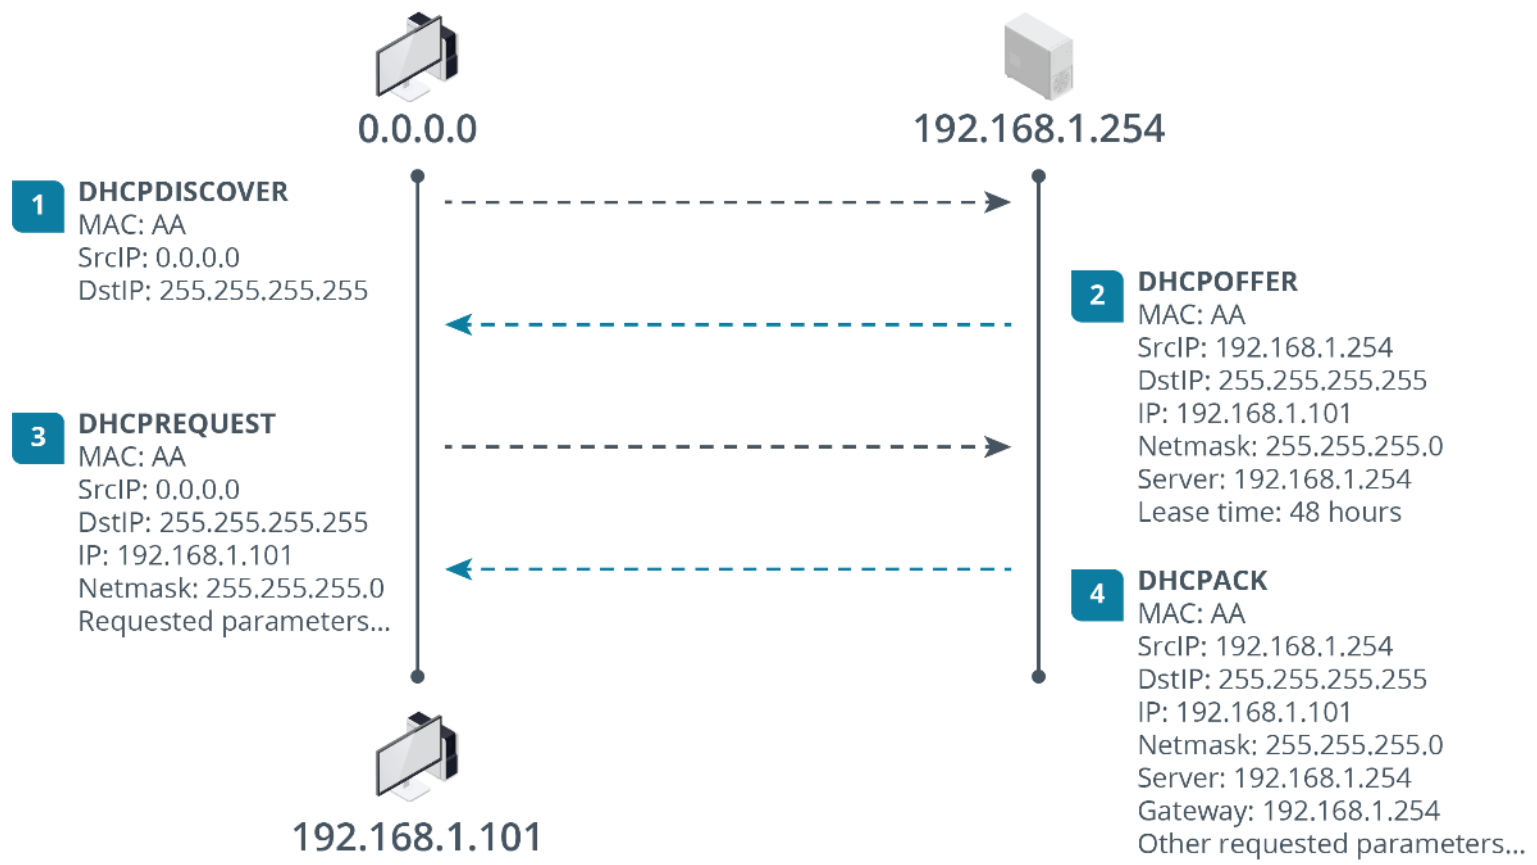 0.0.0.0
192.168.1.254
1
DHCPDISCOVER
MAC: AA
SrcIP: 0.0.0.0
DstIP: 255.255.255.255
2
DHCPOFFER
MAC: AA
SrcIP: 192.168.1.254
DstIP: 255.255.255.255
IP: 192.168.1.101
Netmask: 255.255.255.0
Server: 192.168.1.254
Lease time: 48 hours
3
DHCPREQUEST
MAC: AA
SrcIP: 0.0.0.0
DstIP: 255.255.255.255
IP: 192.168.1.101
Netmask: 255.255.255.0
Requested parameters...
4
DHCPACK
MAC: AA
SrcIP: 192.168.1.254
DstIP: 255.255.255.255
IP: 192.168.1.101
Netmask: 255.255.255.0
Server: 192.168.1.254
Gateway: 192.168.1.254
Other requested parameters...
192.168.1.101